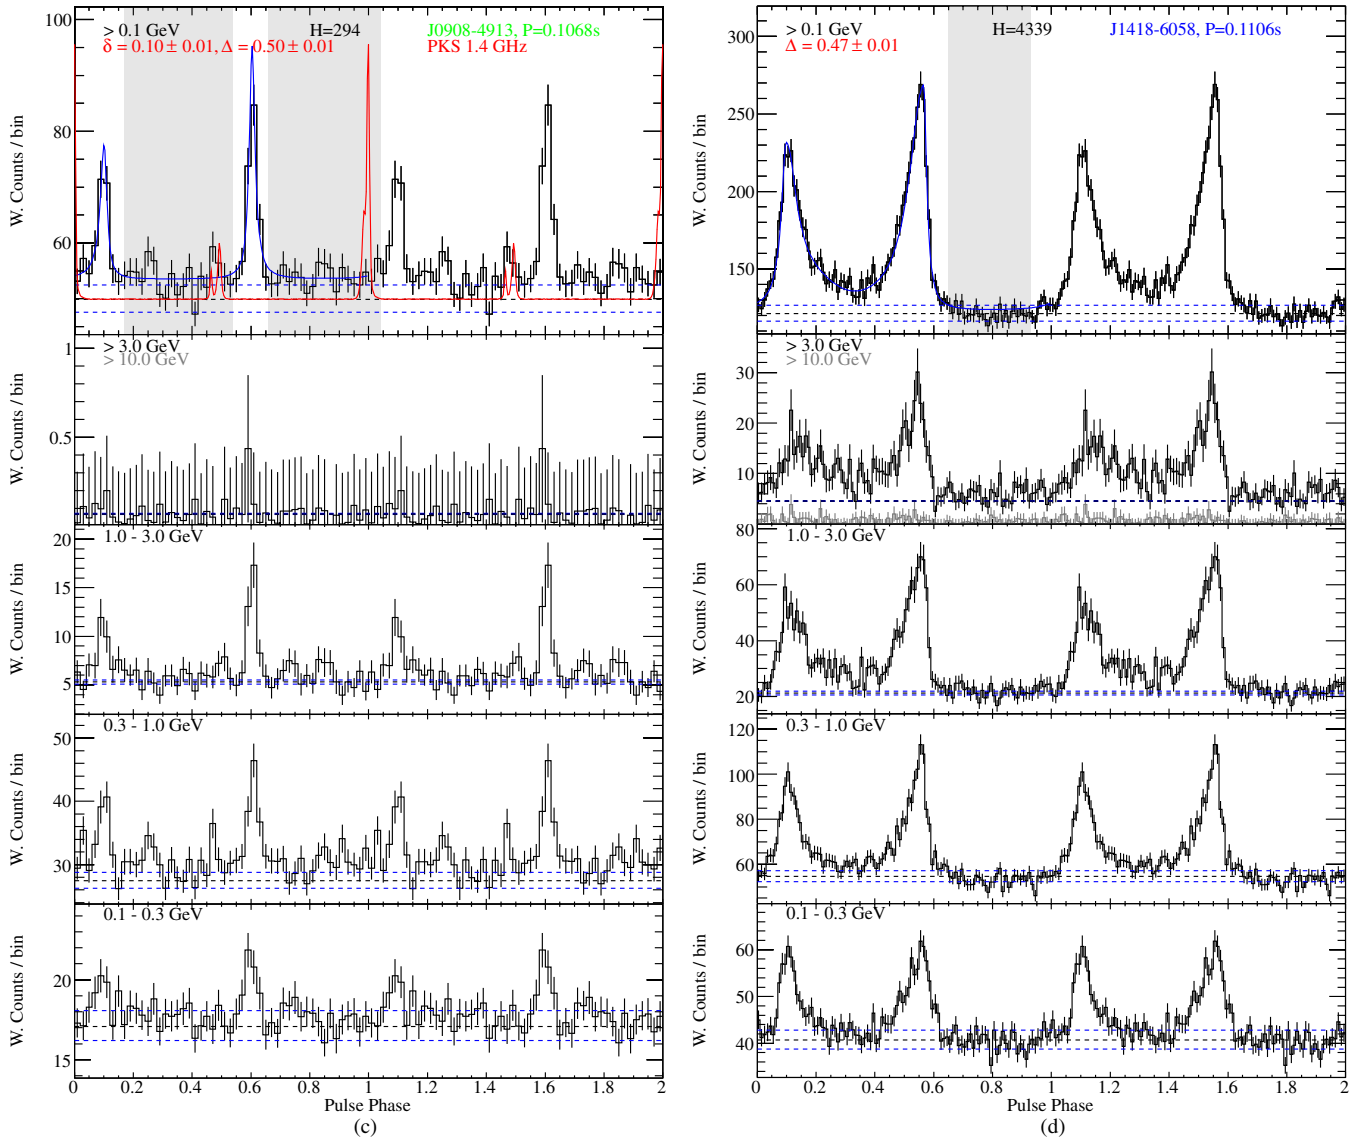 > 0.1 GeV
H=294
J0908-4913, P=0.1068s
δ = 0.10 ± 0.01, Δ = 0.50 ± 0.01
PKS 1.4 GHz
100
80
60
40
W. Counts / bin
> 3.0 GeV
> 10.0 GeV
1
0.5
W. Counts / bin
1.0 - 3.0 GeV
20
15
10
5
W. Counts / bin
0.3 - 1.0 GeV
50
40
30
W. Counts / bin
0.1 - 0.3 GeV
20
15
W. Counts / bin
0 0.2 0.4 0.6 0.8 1 1.2 1.4 1.6 1.8 2
Pulse Phase
(c)
> 0.1 GeV
H=4339
J1418-6058, P=0.1106s
Δ = 0.47 ± 0.01
300
250
200
150
W. Counts / bin
> 3.0 GeV
> 10.0 GeV
30
20
10
W. Counts / bin
1.0 - 3.0 GeV
80
60
40
20
W. Counts / bin
0.3 - 1.0 GeV
120
100
80
60
W. Counts / bin
0.1 - 0.3 GeV
60
50
40
W. Counts / bin
0 0.2 0.4 0.6 0.8 1 1.2 1.4 1.6 1.8 2
Pulse Phase
(d)